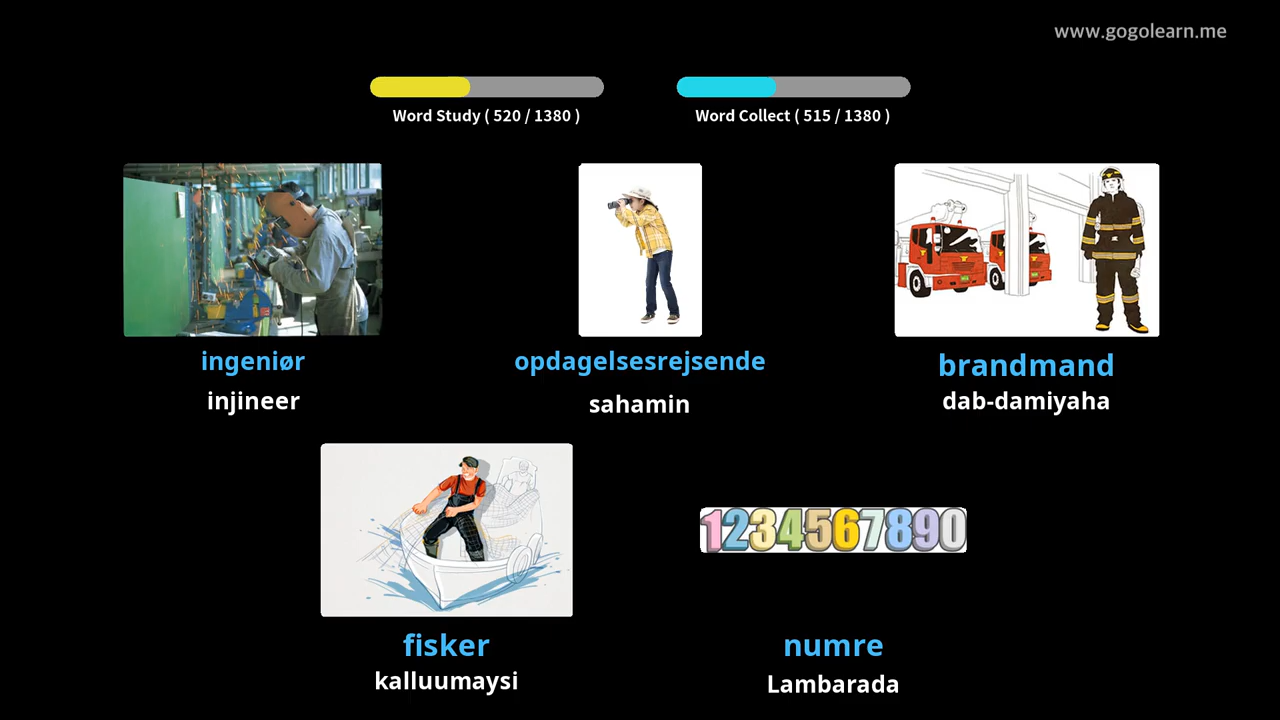 www.gogolearn.me
Word Study ( 520 / 1380 )
Word Collect ( 515 / 1380 )
ingeniør
injineer
opdagelsesrejsende
sahamin
brandmand
dab-damiyaha
fisker
kalluumaysi
1234567890
numre
Lambarada